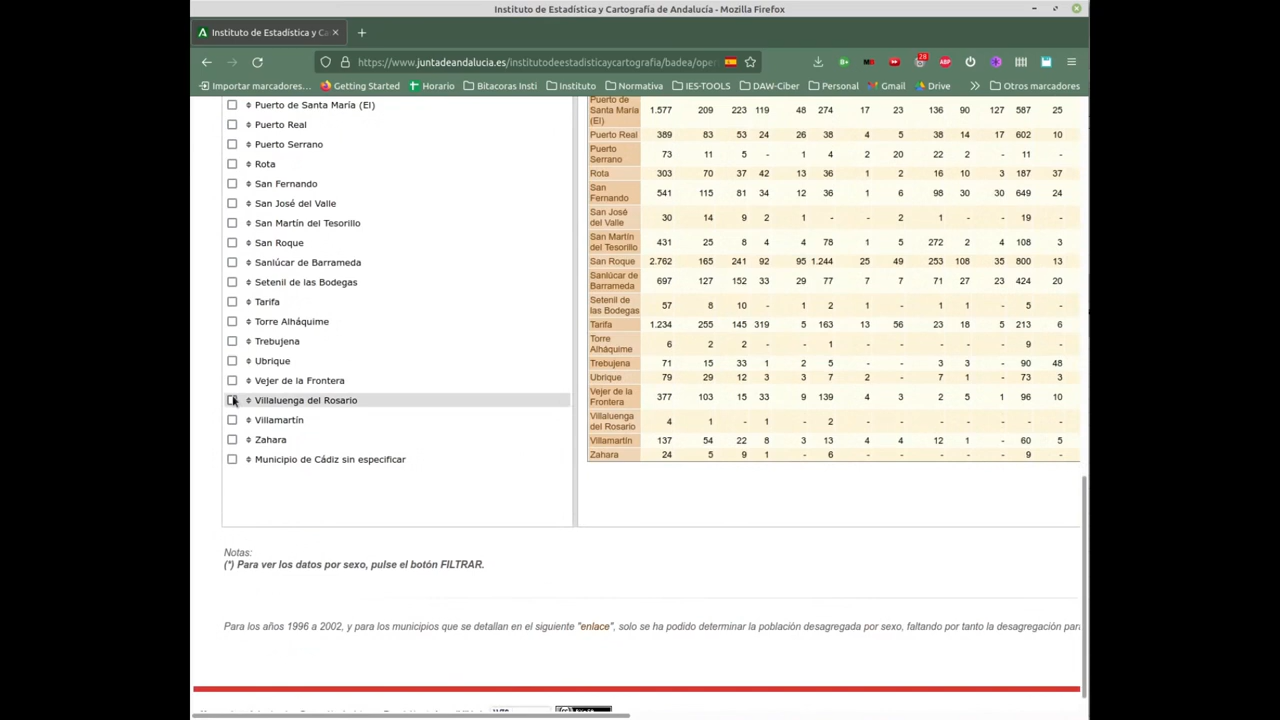 Instituto de Estadística y Cartografía de Andalucía - Mozilla Firefox
Instituto de Estadística y Ca
https://www.juntadeandalucia.es/institutodeestadisticaycartografia/badea/oper
28
Importar marcadores... Getting Started Horario Bitacoras Insti Instituto Normativa IES-TOOLS DAW-Ciber Personal Gmail Drive Otros marcadores
Puerto de Santa María (El)
Puerto Real
Puerto Serrano
Rota
San Fernando
San José del Valle
San Martín del Tesorillo
San Roque
Sanlúcar de Barrameda
Setenil de las Bodegas
Tarifa
Torre Alháquime
Trebujena
Ubrique
Vejer de la Frontera
Villaluenga del Rosario
Villamartín
Zahara
Municipio de Cádiz sin especificar
Puerto de
Santa María 1.577 209 223 119 48 274 17 23 136 90 127 587 25
(El)
Puerto Real 389 83 53 24 26 38 4 5 38 14 17 602 10
Puerto
Serrano 73 11 5 - 1 4 2 20 22 2 - 11 -
Rota 303 70 37 42 13 36 1 2 16 10 3 187 37
San
Fernando 541 115 81 34 12 36 1 6 98 30 30 649 24
San José
del Valle 30 14 9 2 1 - - 2 1 - - 19 -
San Martín
del Tesorillo 431 25 8 4 4 78 1 5 272 2 4 108 3
San Roque 2.762 165 241 92 95 1.244 25 49 253 108 35 800 13
Sanlúcar de
Barrameda 697 127 152 33 29 77 7 7 71 27 23 424 20
Setenil de
las Bodegas 57 8 10 - 1 2 1 - 1 1 - 5 -
Tarifa 1.234 255 145 319 5 163 13 56 23 18 5 213 6
Torre
Alháquime 6 2 2 - - 1 - - - - - 9 -
Trebujena 71 15 33 1 2 5 - - 3 3 - 90 48
Ubrique 79 29 12 3 3 7 2 - 7 1 - 73 3
Vejer de la
Frontera 377 103 15 33 9 139 4 3 2 5 1 96 10
Villaluenga
del Rosario 4 1 - 1 - 2 - - - - - - -
Villamartín 137 54 22 8 3 13 4 4 12 1 - 60 5
Zahara 24 5 9 1 - 6 - - - - - 9 -
Notas:
(*) Para ver los datos por sexo, pulse el botón FILTRAR.
Para los años 1996 a 2002, y para los municipios que se detallan en el siguiente "enlace", solo se ha podido determinar la población desagregada por sexo, faltando por tanto la desagregación par